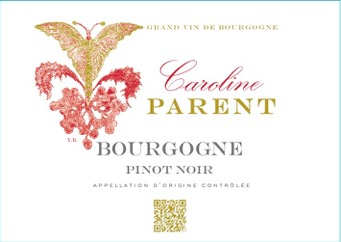 GRAND VIN DE BOURGOGNE
Caroline
PARENT
V.R.
BOURGOGNE
PINOT NOIR
APPELLATION D'ORIGINE CONTRÔLÉE